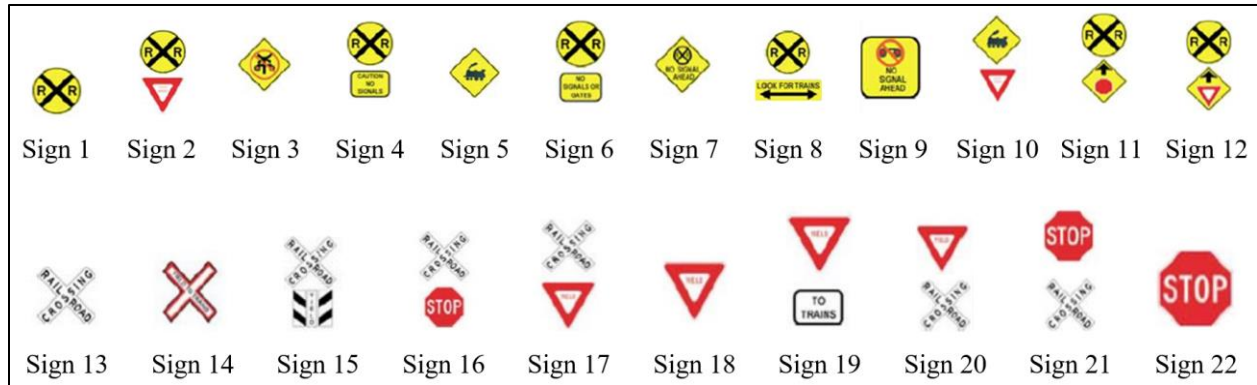 R R
R R
R R
CAUTION
NO
SIGNALS
R R
NO
SIGNALS OR
GATES
NO SIGNAL
AHEAD
R R
LOOK FOR TRAINS
NO
SIGNAL
AHEAD
R R
R R
Sign 1 Sign 2 Sign 3 Sign 4 Sign 5 Sign 6 Sign 7 Sign 8 Sign 9 Sign 10 Sign 11 Sign 12
RAILROAD
CROSSING
RAILROAD
CROSSING
YIELD
RAILROAD
CROSSING
STOP
RAILROAD
CROSSING
YIELD
YIELD
YIELD
TO
TRAINS
YIELD
RAILROAD
CROSSING
STOP
RAILROAD
CROSSING
STOP
Sign 13 Sign 14 Sign 15 Sign 16 Sign 17 Sign 18 Sign 19 Sign 20 Sign 21 Sign 22